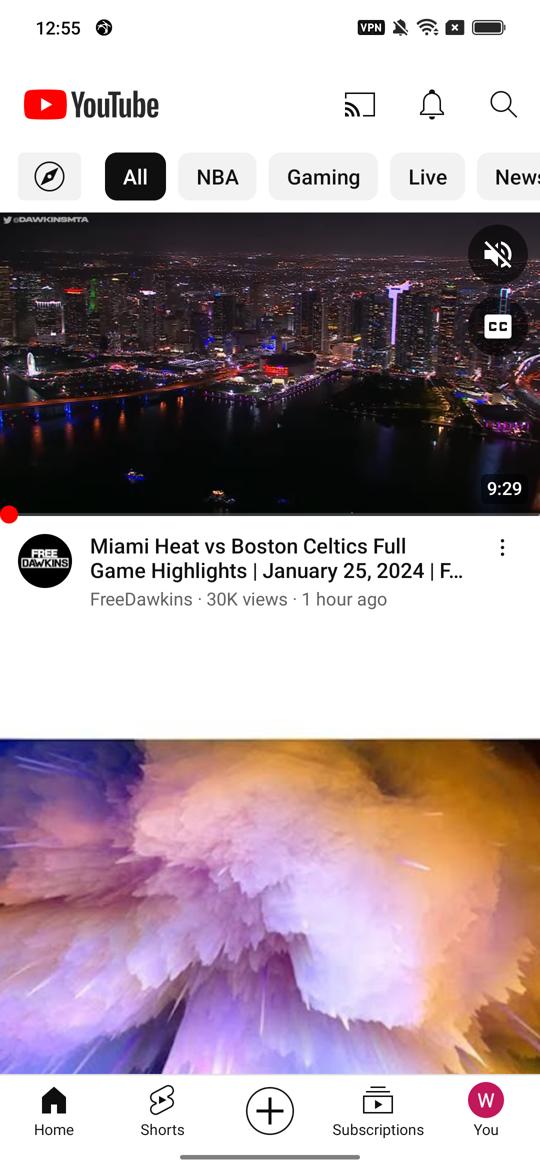 12:55
VPN
YouTube
All
NBA
Gaming
Live
News
@DAWKINSMTA
CC
9:29
FREE
DAWKINS
Miami Heat vs Boston Celtics Full
Game Highlights | January 25, 2024 | F...
FreeDawkins · 30K views · 1 hour ago
Home
Shorts
Subscriptions
W
You